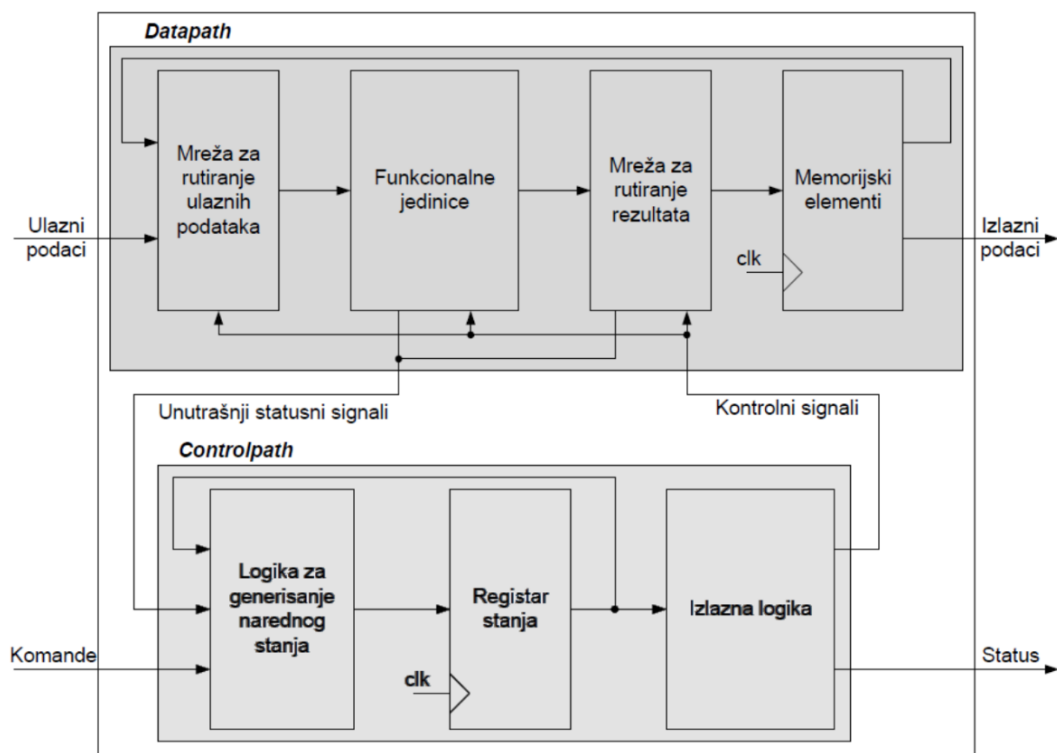 Datapath
Mreža za
rutiranje
ulaznih
podataka
Funkcionalne
jedinice
Mreža za
rutiranje
rezultata
Memorijski
elementi
clk
Ulazni
podaci
Izlazni
podaci
Unutrašnji statusni signali
Kontrolni signali
Controlpath
Logika za
generisanje
narednog
stanja
Registar
stanja
clk
Izlazna logika
Komande
Status